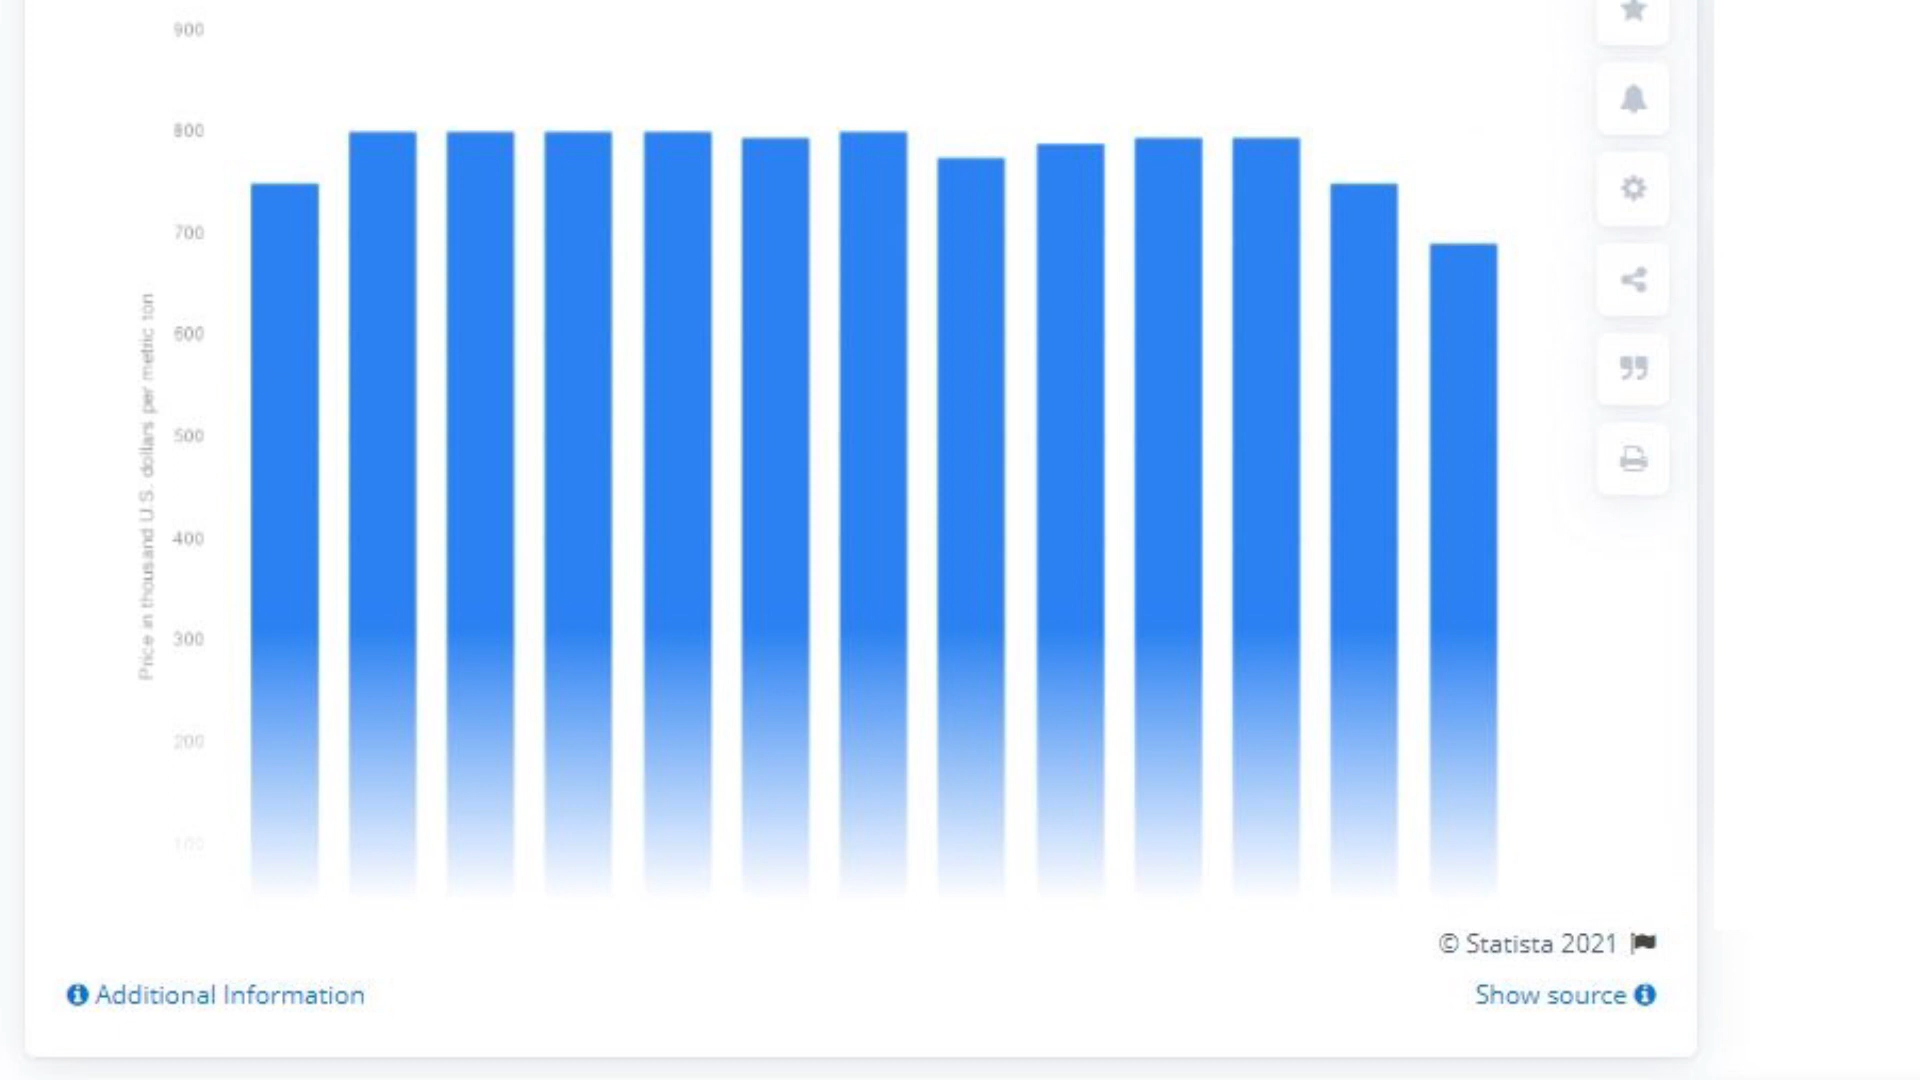 900
800
700
600
500
400
300
200
100
Price in thousand U.S. dollars per metric ton
© Statista 2021
Additional Information
Show source